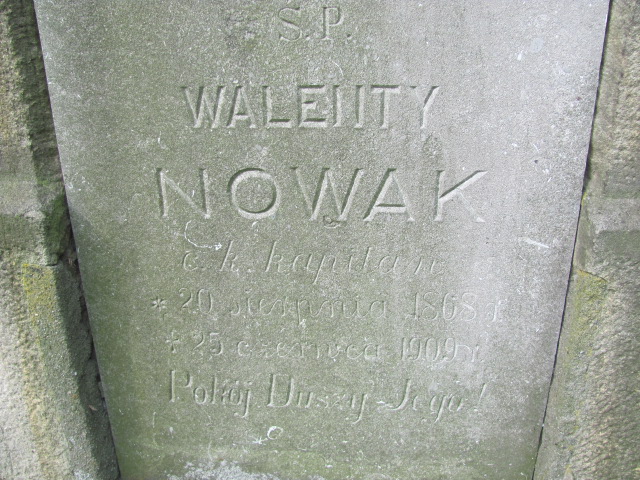 Ś.P.
WALENTY
NOWAK
c. k. kapitan
* 20 sierpnia 1868 r.
† 25 czerwca 1909 r.
Pokój Duszy Jego!